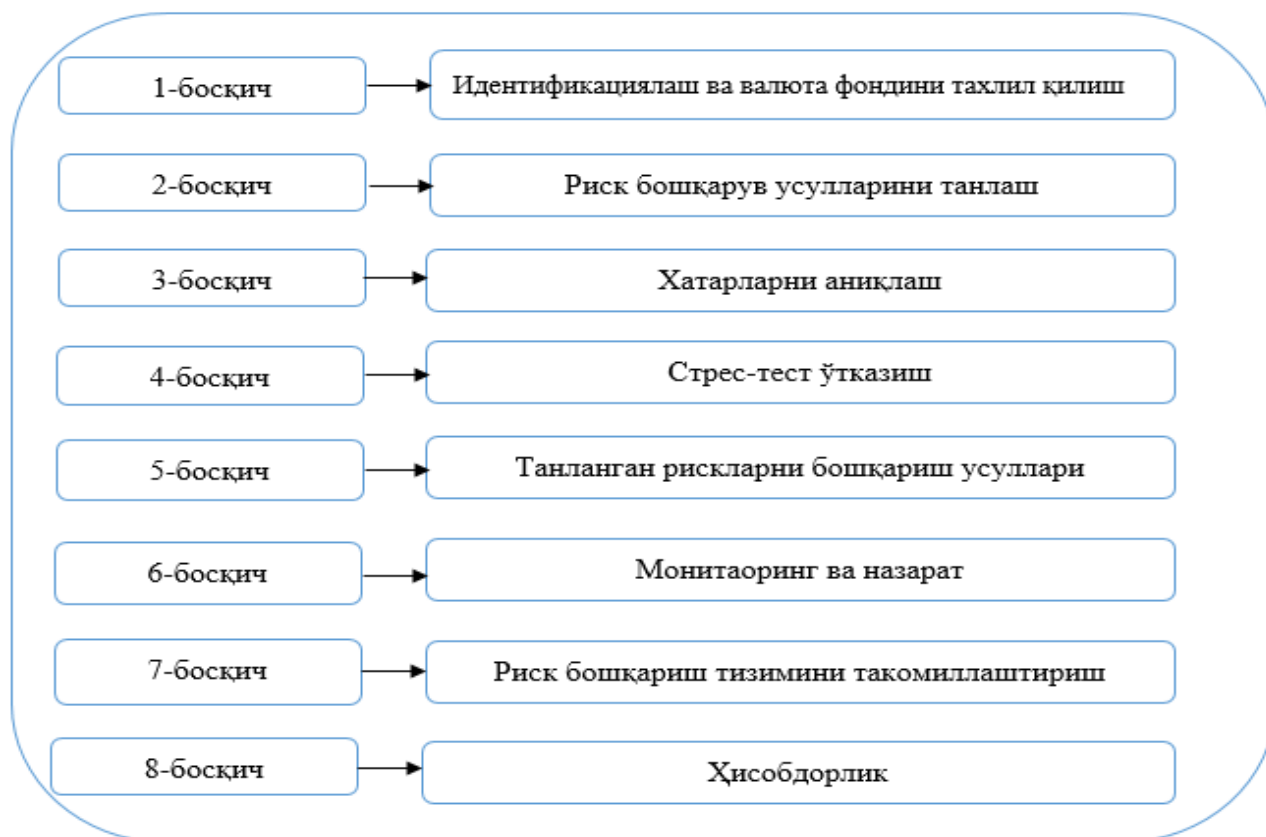 1-босқич
Идентификациялаш ва валюта фондини тахлил қилиш
2-босқич
Риск бошқарув усулларини танлаш
3-босқич
Хатарларни аниқлаш
4-босқич
Стрес-тест ўтказиш
5-босқич
Танланган рискларни бошқариш усуллари
6-босқич
Монитаоринг ва назарат
7-босқич
Риск бошқариш тизимини такомиллаштириш
8-босқич
Ҳисобдорлик